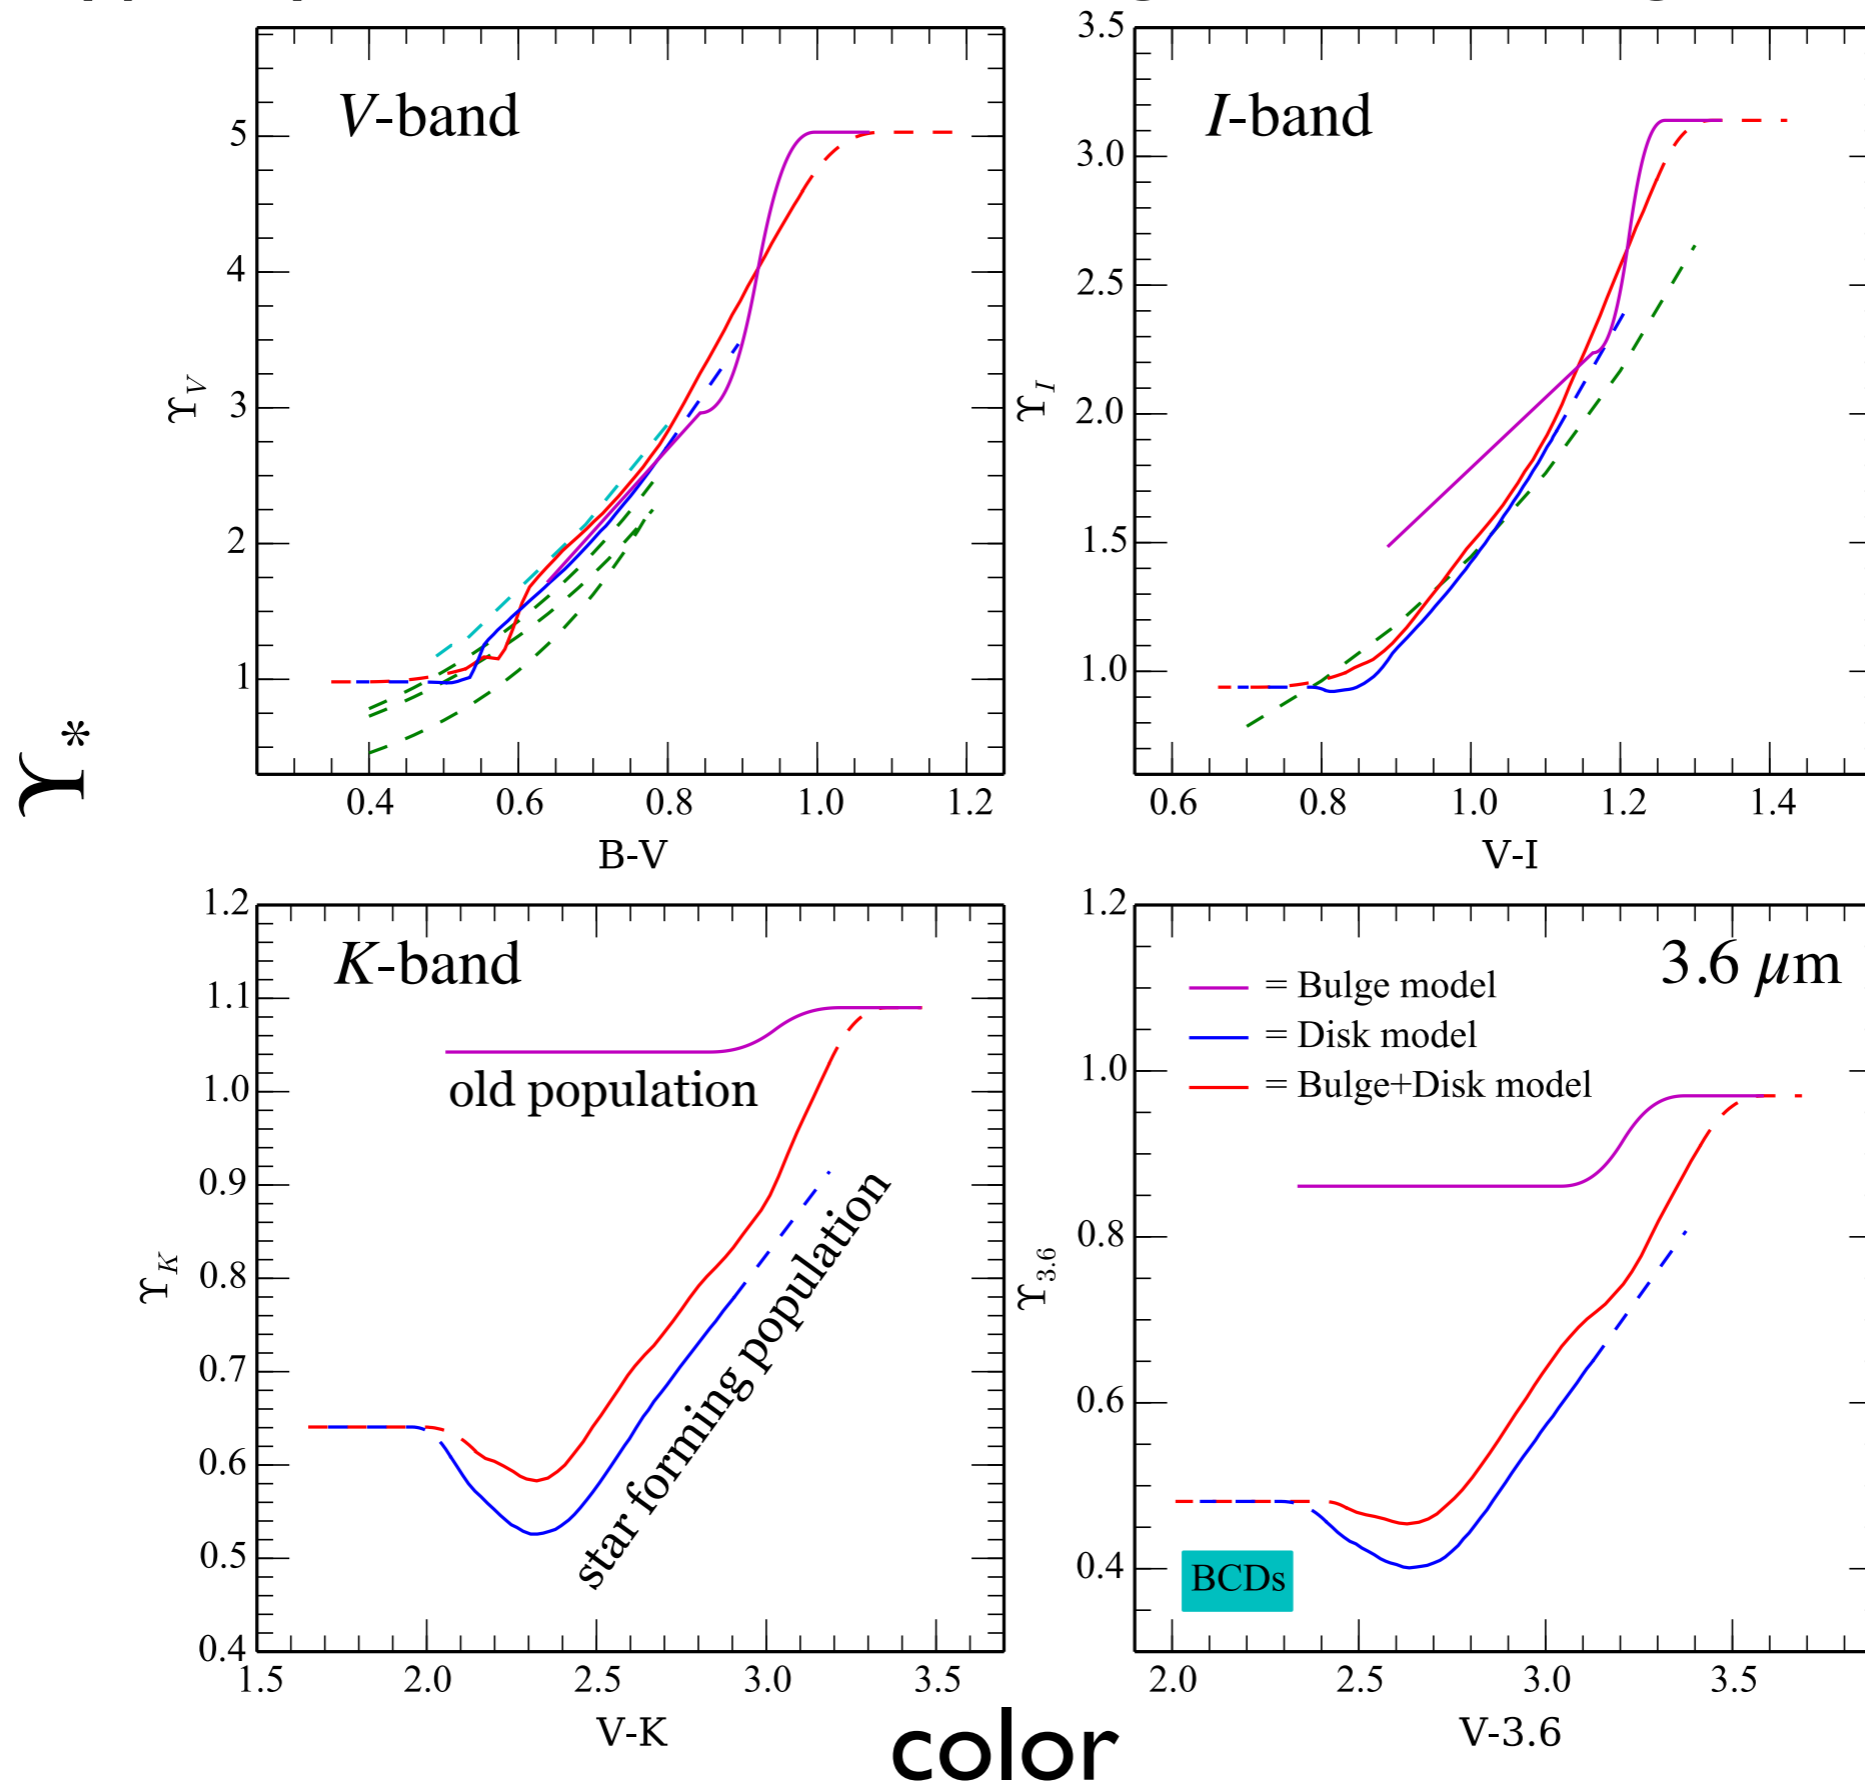 V-band
5
4
3
2
1
ϒV
0.4 0.6 0.8 1.0 1.2
B-V
I-band
3.5
3.0
2.5
2.0
1.5
1.0
ϒI
0.6 0.8 1.0 1.2 1.4
V-I
ϒ*
K-band
1.2
1.1
1.0
0.9
0.8
0.7
0.6
0.5
0.4
ϒK
old population
star forming population
1.5 2.0 2.5 3.0 3.5
V-K
3.6 μm
= Bulge model
= Disk model
= Bulge+Disk model
1.2
1.0
0.8
0.6
0.4
ϒ3.6
BCDs
2.0 2.5 3.0 3.5
V-3.6
color